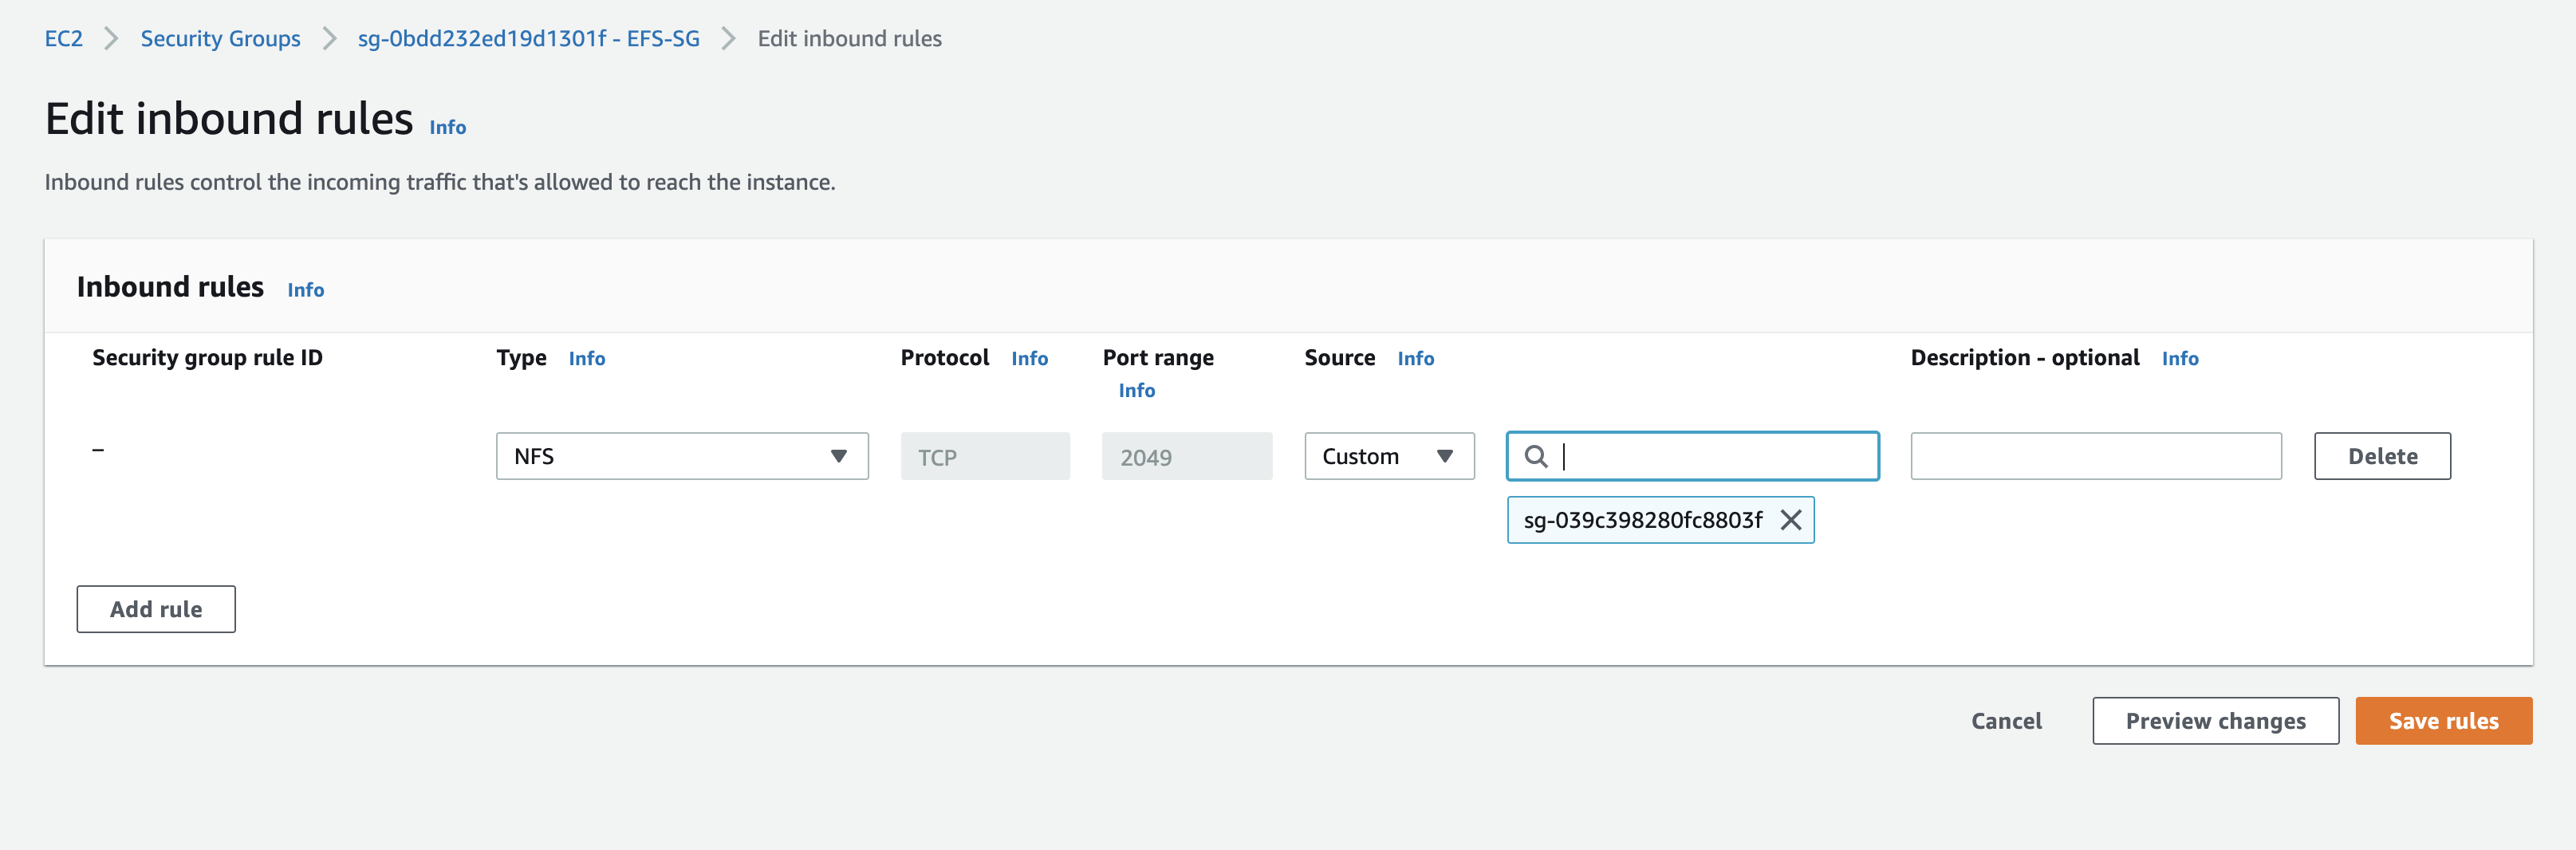 EC2 > Security Groups > sg-0bdd232ed19d1301f - EFS-SG > Edit inbound rules
Edit inbound rules Info
Inbound rules control the incoming traffic that's allowed to reach the instance.
Inbound rules Info
Security group rule ID Type Info Protocol Info Port range Source Info Description - optional Info
Info
– NFS TCP 2049 Custom Delete
sg-039c398280fc8803f
Add rule
Cancel Preview changes Save rules